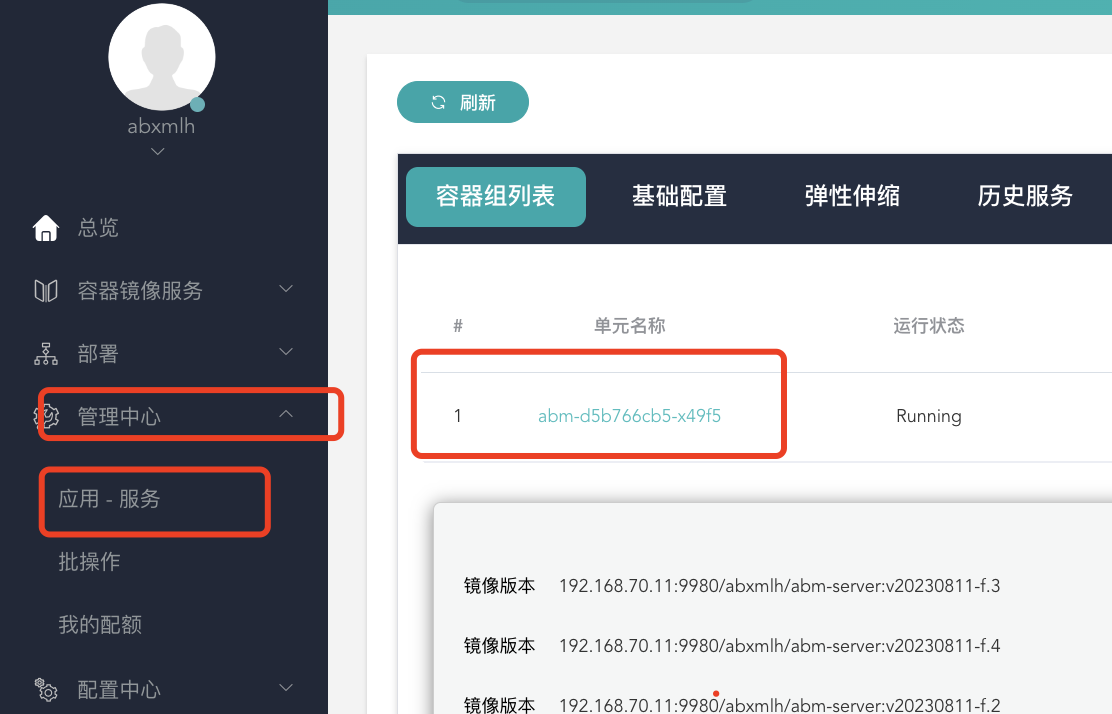 abxmlh
总览
容器镜像服务
部署
管理中心
应用 - 服务
批操作
我的配额
配置中心
刷新
容器组列表 基础配置 弹性伸缩 历史服务
# 单元名称 运行状态
1 abm-d5b766cb5-x49f5 Running
镜像版本 192.168.70.11:9980/abxmlh/abm-server:v20230811-f.3
镜像版本 192.168.70.11:9980/abxmlh/abm-server:v20230811-f.4
镜像版本 192.168.70.11:9980/abxmlh/abm-server:v20230811-f.2